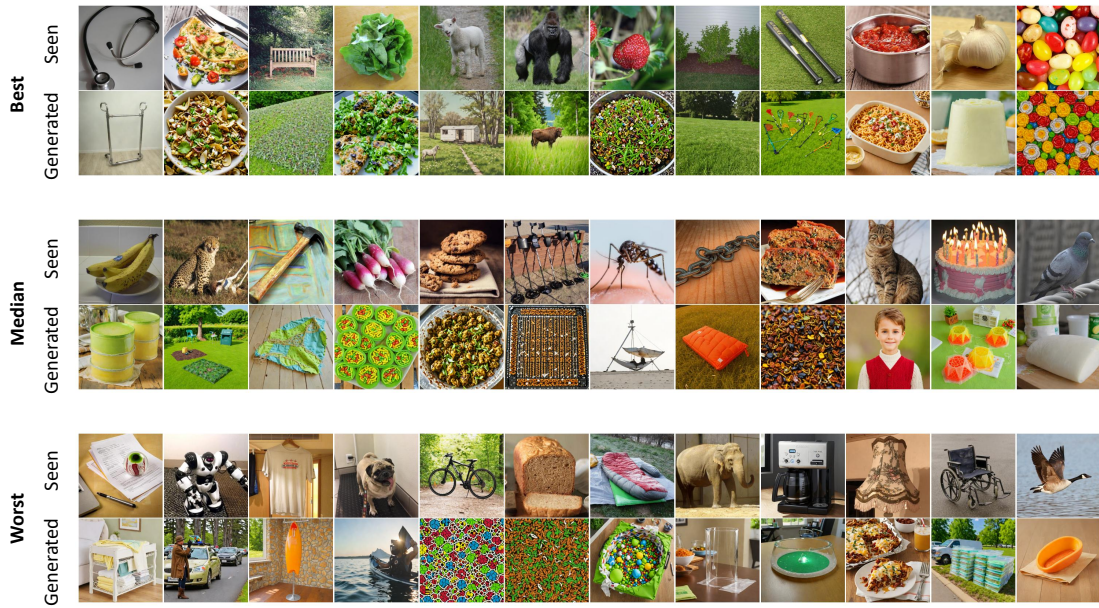 Best
Seen
Generated
Median
Seen
Generated
Worst
Seen
Generated